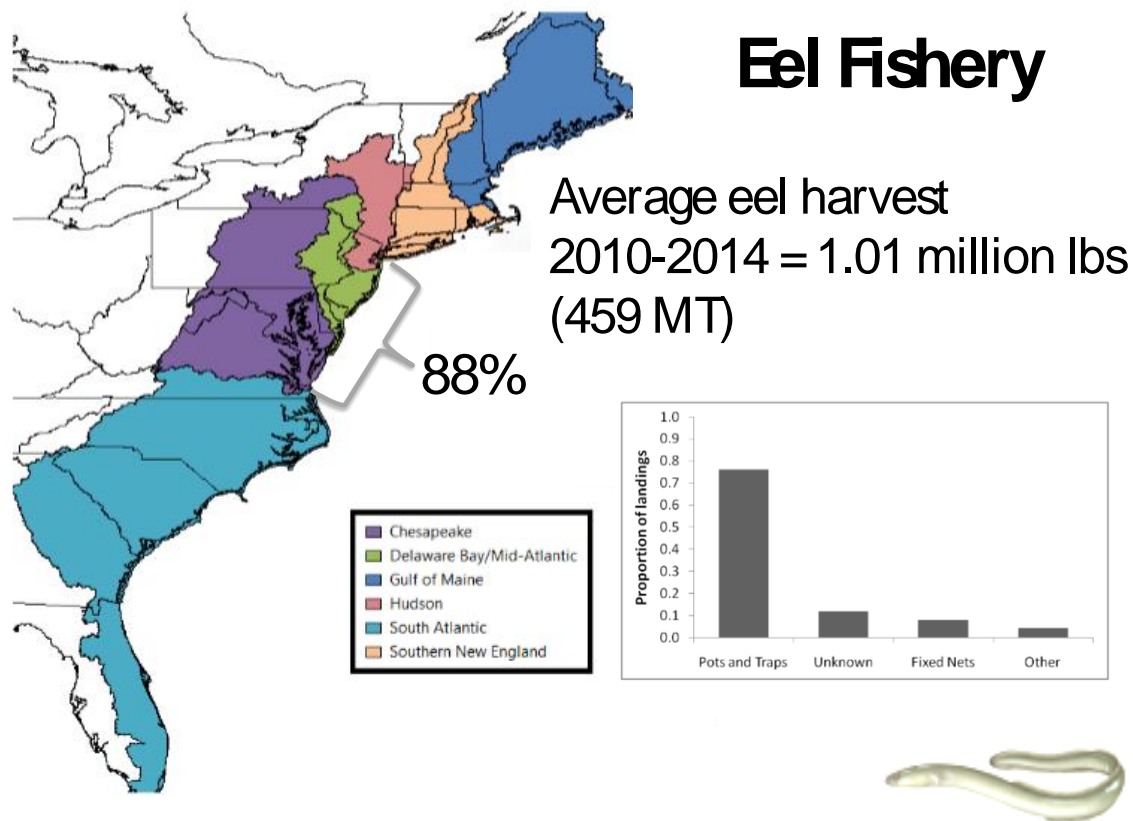 Eel Fishery
Average eel harvest
2010-2014 = 1.01 million lbs
(459 MT)
88%
Chesapeake
Delaware Bay/Mid-Atlantic
Gulf of Maine
Hudson
South Atlantic
Southern New England
Proportion of landings
1.0
0.9
0.8
0.7
0.6
0.5
0.4
0.3
0.2
0.1
0.0
Pots and Traps
Unknown
Fixed Nets
Other